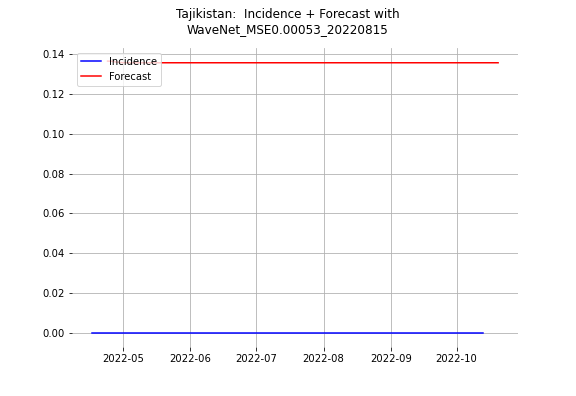 Tajikistan:  Incidence + Forecast with
WaveNet_MSE0.00053_20220815
Incidence
Forecast
0.14
0.12
0.10
0.08
0.06
0.04
0.02
0.00
2022-05 2022-06 2022-07 2022-08 2022-09 2022-10